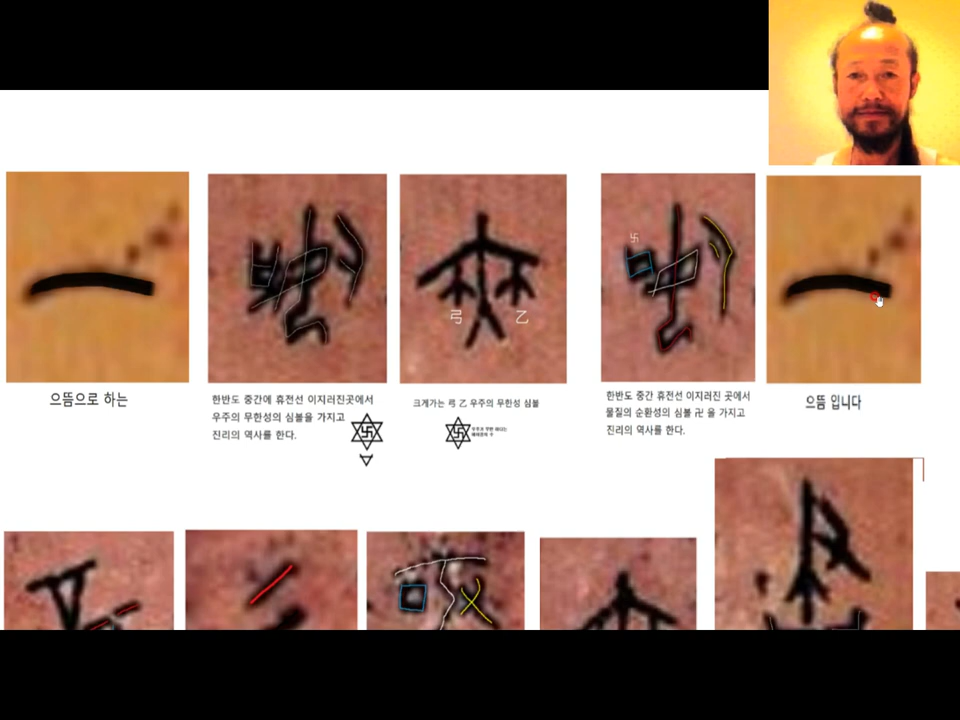 卐
弓 乙
으뜸으로 하는
한반도 중간에 휴전선 이지러진곳에서
우주의 무한성의 심볼을 가지고
진리의 역사를 한다.
크게가는 弓 乙 우주의 무한성 심볼
한반도 중간 휴전선 이지러진 곳에서
물질의 순환성의 심볼 卍 을 가지고
진리의 역사를 한다.
으뜸 입니다